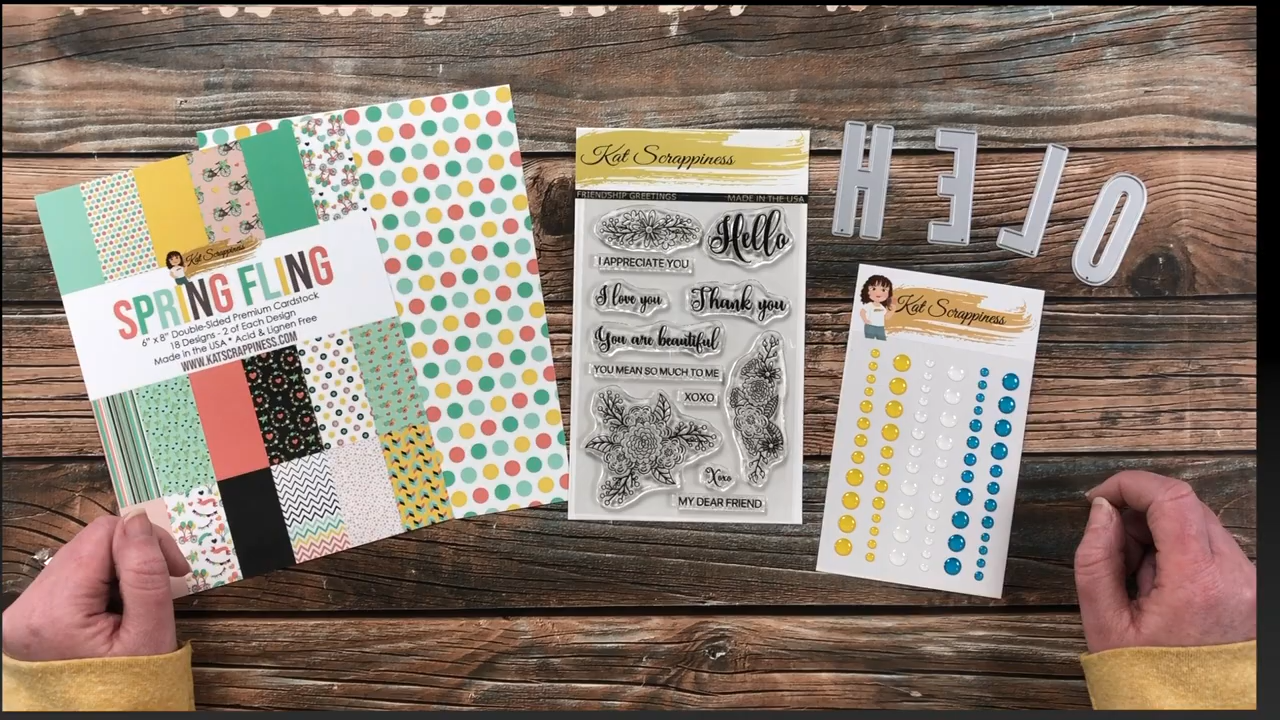 Kat Scrappiness
SPRING FLING
6" x 8" Double-Sided Premium Cardstock
18 Designs - 2 of Each Design
Made in the USA * Acid & Lignen Free
WWW.KATSCRAPPINESS.COM
Kat Scrappiness
FRIENDSHIP GREETINGS MADE IN THE USA
Hello
I APPRECIATE YOU
I love you
Thank you
You are beautiful
YOU MEAN SO MUCH TO ME
XOXO
Xoxo
MY DEAR FRIEND
H E L O
Kat Scrappiness